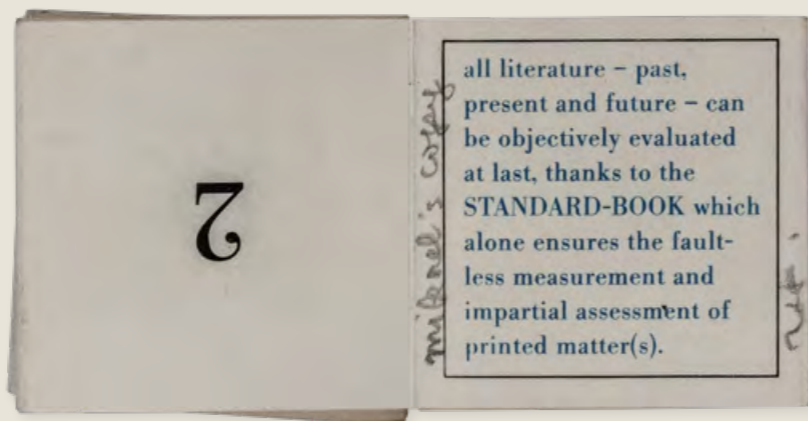 2
all literature – past,
present and future – can
be objectively evaluated
at last, thanks to the
STANDARD-BOOK which
alone ensures the fault-
less measurement and
impartial assessment of
printed matter(s).